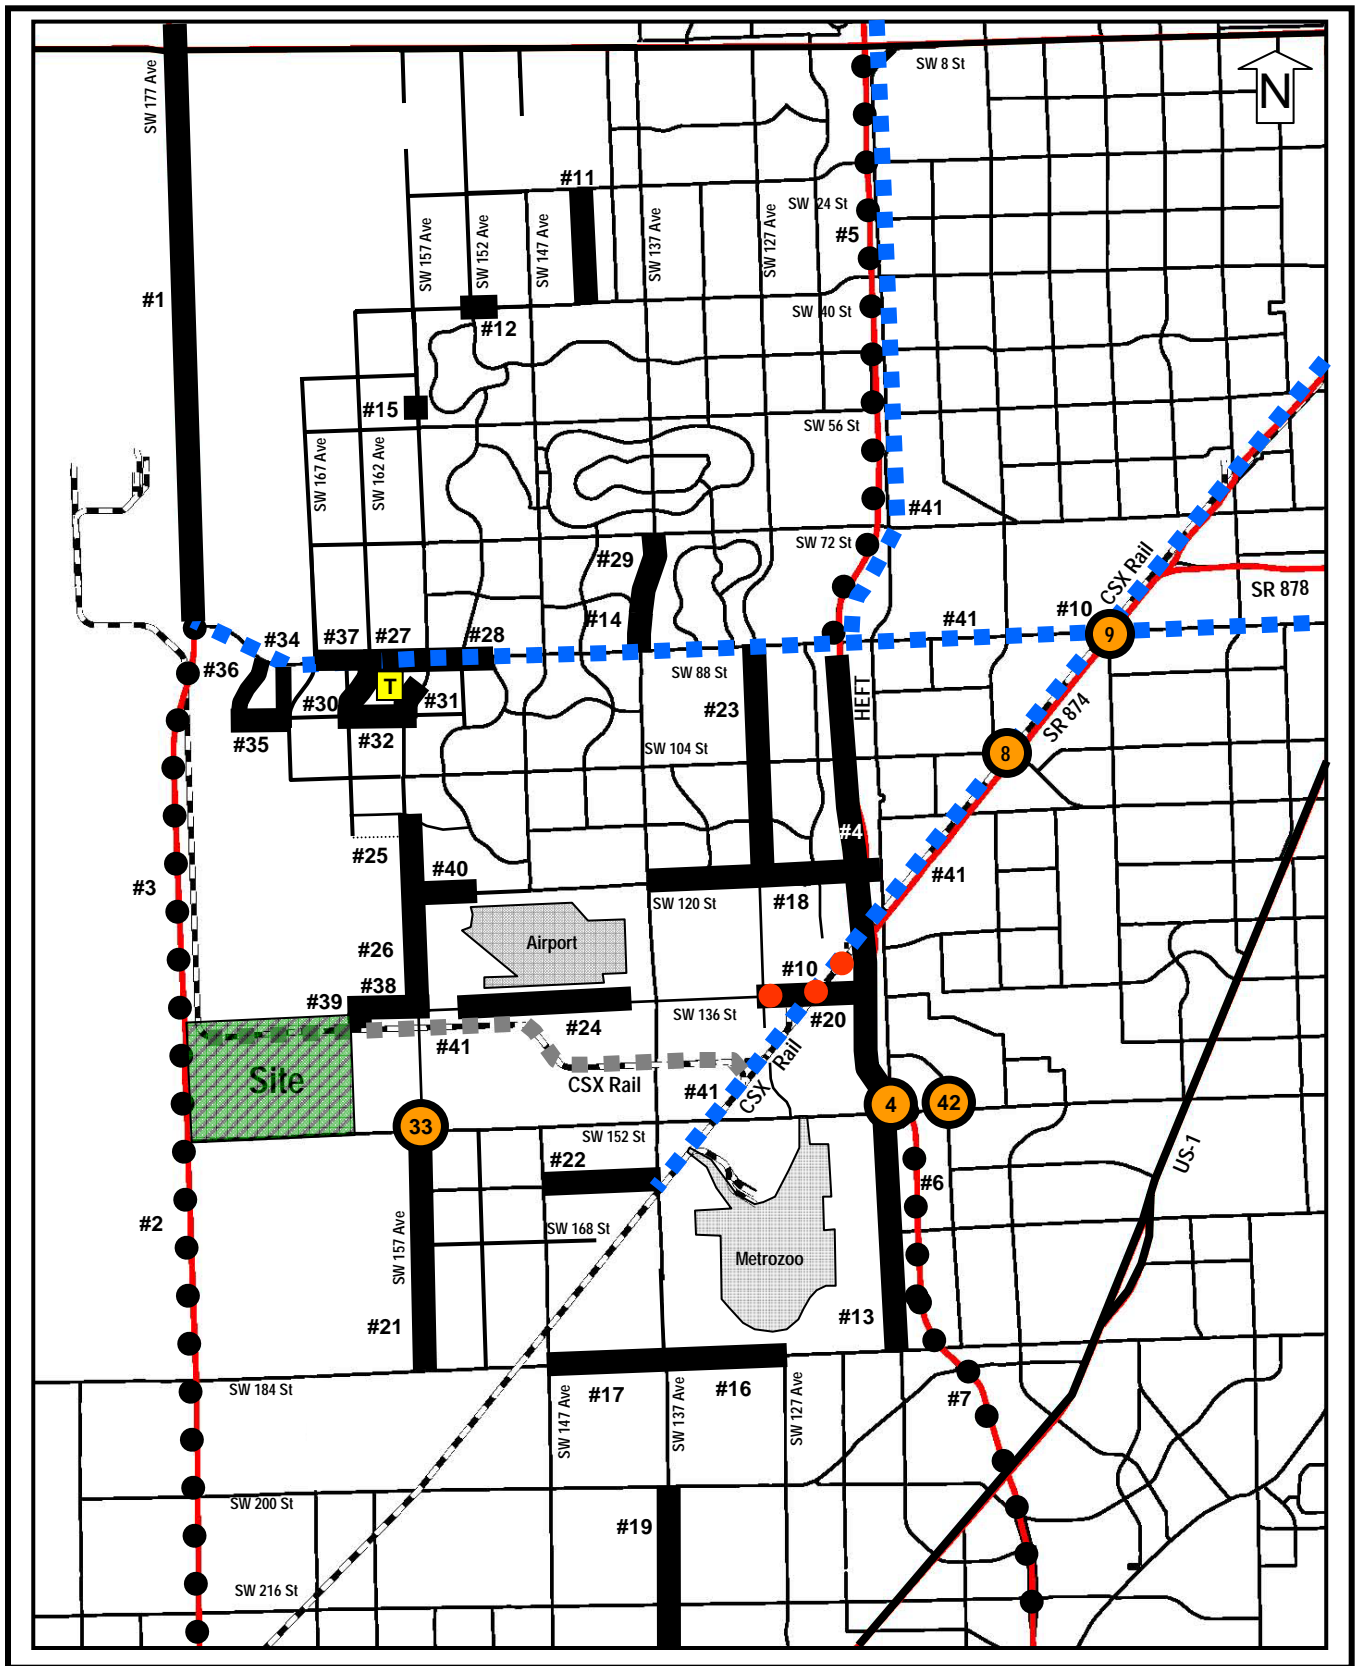 SW 8 St
N
SW 177 Ave
#11
SW 24 St
#5
SW 157 Ave
SW 152 Ave
SW 147 Ave
SW 137 Ave
SW 127 Ave
#1
#12
SW 40 St
#15
SW 56 St
SW 167 Ave
SW 162 Ave
#41
SW 72 St
#29
CSX Rail
SR 878
#10
#14
#41
9
#34
#37
#27
#28
#36
SW 88 St
T
#30
#31
HEFT
#23
SR 874
#35
#32
SW 104 St
8
#4
#25
#40
#41
#3
#18
SW 120 St
Airport
#26
#10
#38
#39
#24
SW 136 St
#20
#41
Site
CSX Rail
#41
CSX Rail
4
42
33
SW 152 St
#22
US-1
#6
#2
SW 168 St
SW 157 Ave
Metrozoo
#13
#21
SW 184 St
#17
#16
#7
SW 147 Ave
SW 137 Ave
SW 127 Ave
SW 200 St
#19
SW 216 St